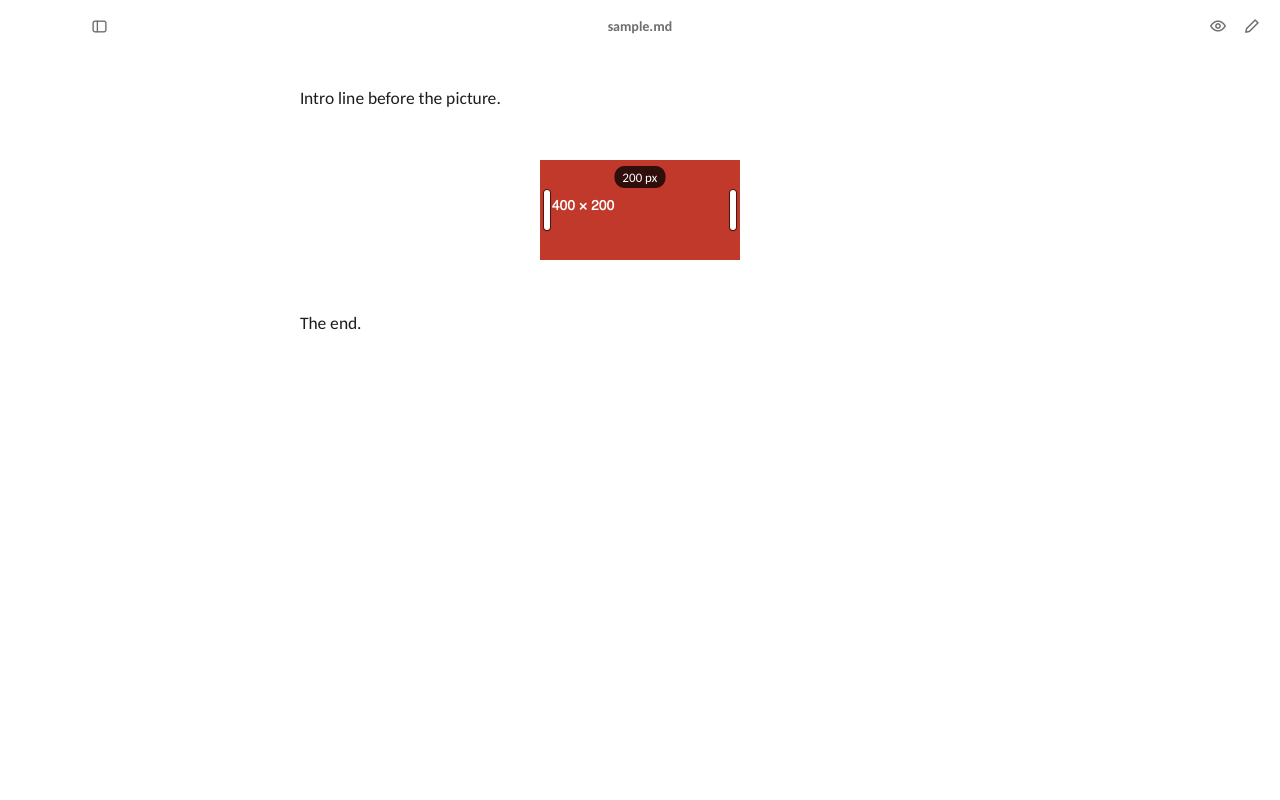 sample.md
Intro line before the picture.
200 px
400 × 200
The end.